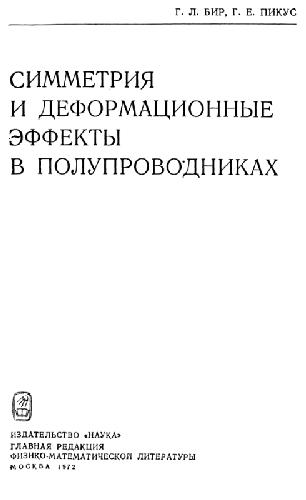 Г. Л. БИР, Г. Е. ПИКУС
СИММЕТРИЯ
И ДЕФОРМАЦИОННЫЕ
ЭФФЕКТЫ
В ПОЛУПРОВОДНИКАХ
ИЗДАТЕЛЬСТВО «НАУКА»
ГЛАВНАЯ РЕДАКЦИЯ
ФИЗИКО-МАТЕМАТИЧЕСКОЙ ЛИТЕРАТУРЫ
МОСКВА 1972